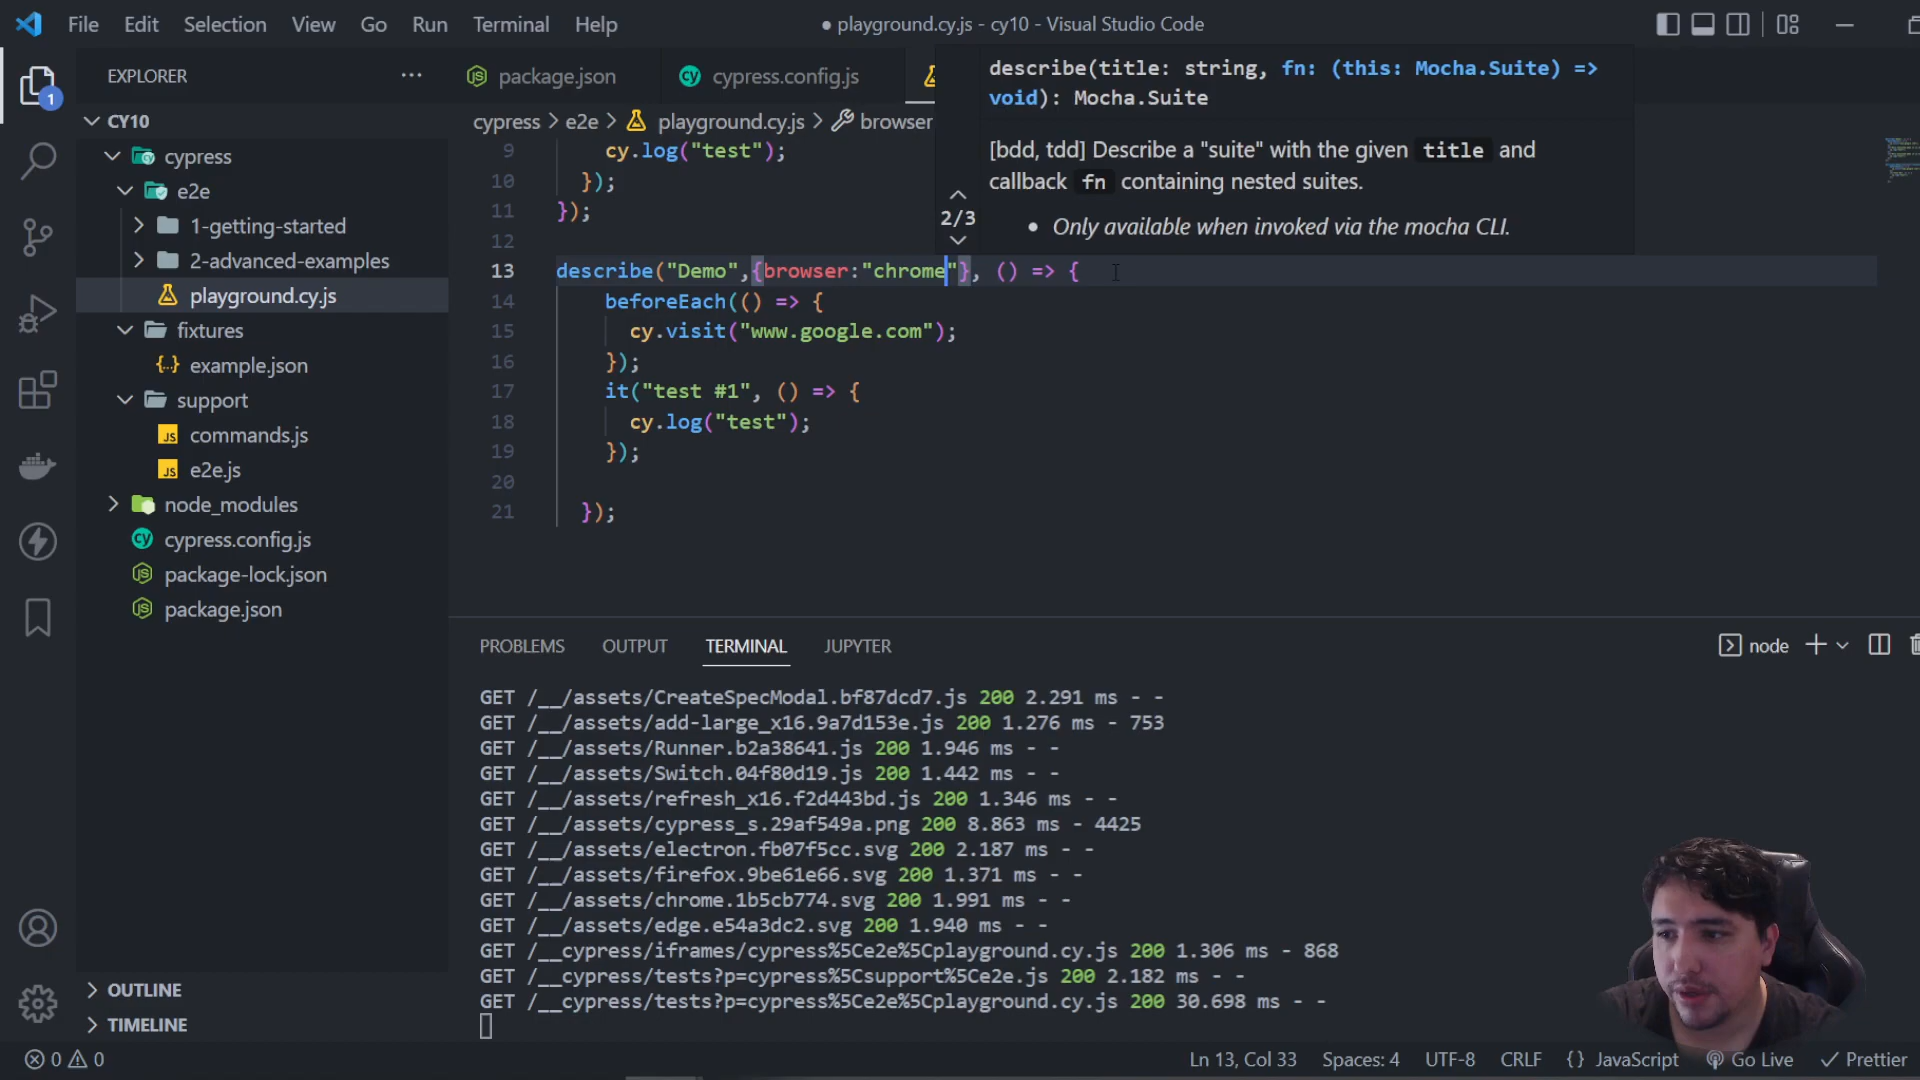 File Edit Selection View Go Run Terminal Help
● playground.cy.js - cy10 - Visual Studio Code
EXPLORER ···
1
CY10
cypress
e2e
1-getting-started
2-advanced-examples
playground.cy.js
fixtures
example.json
support
commands.js
e2e.js
node_modules
cypress.config.js
package-lock.json
package.json
OUTLINE
TIMELINE
package.json cypress.config.js
cypress > e2e > playground.cy.js > browser
describe(title: string, fn: (this: Mocha.Suite) =>
void): Mocha.Suite
[bdd, tdd] Describe a "suite" with the given title and
callback fn containing nested suites.
2/3
• Only available when invoked via the mocha CLI.
9 cy.log("test");
10 });
11 });
12
13 describe("Demo",{browser:"chrome"}, () => {
14 beforeEach(() => {
15 cy.visit("www.google.com");
16 });
17 it("test #1", () => {
18 cy.log("test");
19 });
20
21 });
PROBLEMS OUTPUT TERMINAL JUPYTER
node
GET /__/assets/CreateSpecModal.bf87dcd7.js 200 2.291 ms - -
GET /__/assets/add-large_x16.9a7d153e.js 200 1.276 ms - 753
GET /__/assets/Runner.b2a38641.js 200 1.946 ms - -
GET /__/assets/Switch.04f80d19.js 200 1.442 ms - -
GET /__/assets/refresh_x16.f2d443bd.js 200 1.346 ms - -
GET /__/assets/cypress_s.29af549a.png 200 8.863 ms - 4425
GET /__/assets/electron.fb07f5cc.svg 200 2.187 ms - -
GET /__/assets/firefox.9be61e66.svg 200 1.371 ms - -
GET /__/assets/chrome.1b5cb774.svg 200 1.991 ms - -
GET /__/assets/edge.e54a3dc2.svg 200 1.940 ms - -
GET /__cypress/iframes/cypress%5Ce2e%5Cplayground.cy.js 200 1.306 ms - 868
GET /__cypress/tests?p=cypress%5Csupport%5Ce2e.js 200 2.182 ms - -
GET /__cypress/tests?p=cypress%5Ce2e%5Cplayground.cy.js 200 30.698 ms - -
0 0
Ln 13, Col 33 Spaces: 4 UTF-8 CRLF {} JavaScript Go Live Prettier